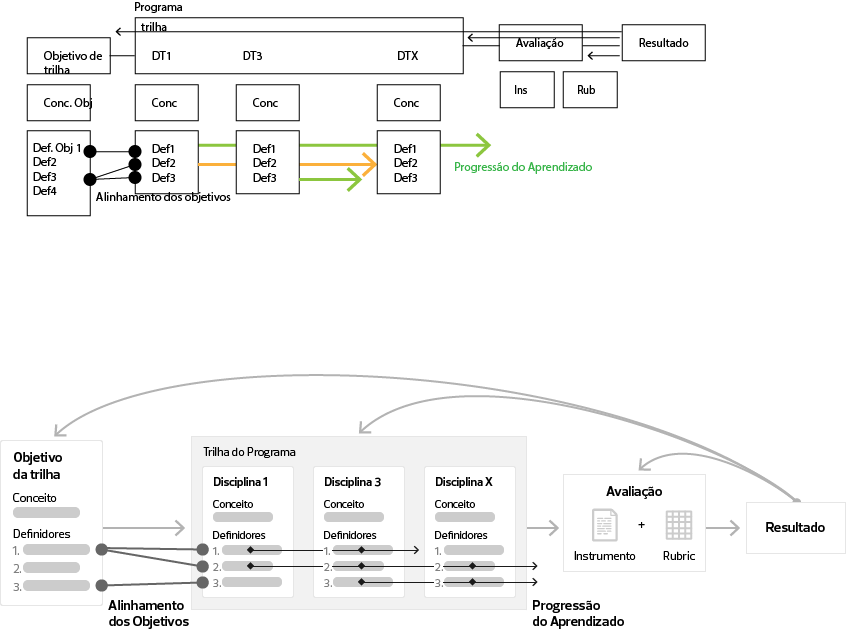 Programa
trilha
Objetivo de
trilha
DT1
DT3
DTX
Avaliação
Resultado
Ins
Rub
Conc. Obj
Conc
Conc
Conc
Def. Obj 1
Def2
Def3
Def4
Def1
Def2
Def3
Def1
Def2
Def3
Def1
Def2
Def3
Progressão do Aprendizado
Alinhamento dos objetivos
Objetivo
da trilha
Conceito
Definidores
1.
2.
3.
Alinhamento
dos Objetivos
Trilha do Programa
Disciplina 1
Conceito
Definidores
1.
2.
3.
Disciplina 3
Conceito
Definidores
1.
2.
3.
Disciplina X
Conceito
Definidores
1.
2.
3.
Progressão
do Aprendizado
Avaliação
+
Instrumento
Rubric
Resultado